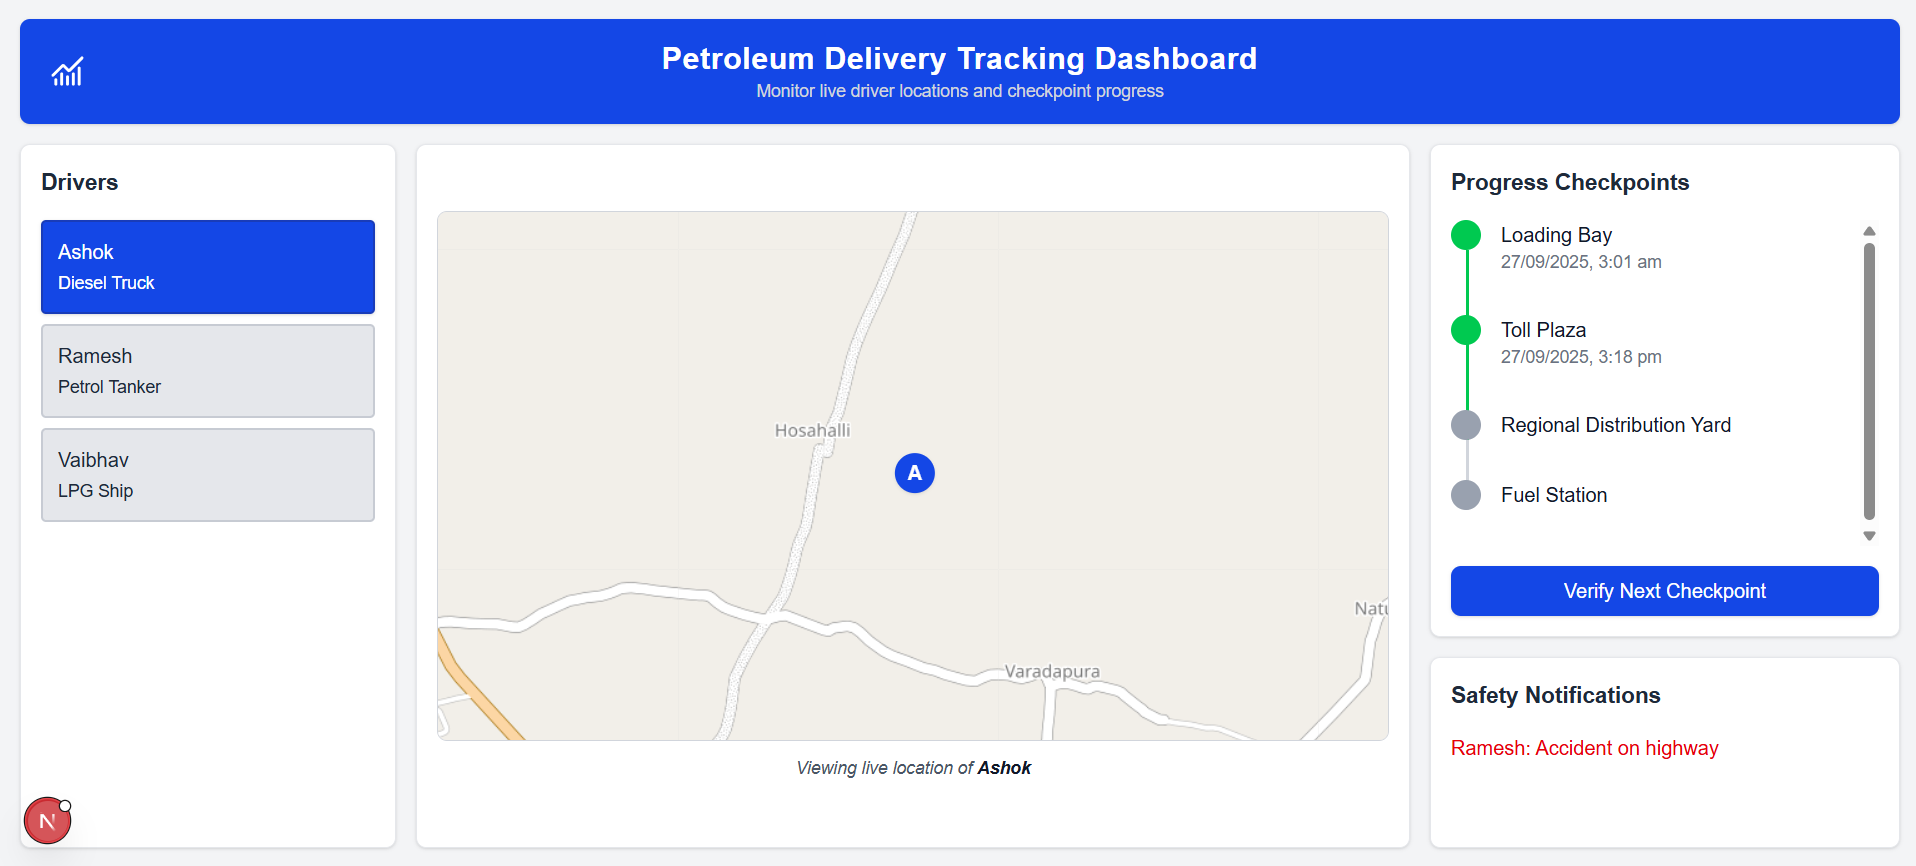 Petroleum Delivery Tracking Dashboard
Monitor live driver locations and checkpoint progress
Drivers
Ashok
Diesel Truck
Ramesh
Petrol Tanker
Vaibhav
LPG Ship
N
Hosahalli
A
Natu
Varadapura
Viewing live location of Ashok
Progress Checkpoints
Loading Bay
27/09/2025, 3:01 am
Toll Plaza
27/09/2025, 3:18 pm
Regional Distribution Yard
Fuel Station
Verify Next Checkpoint
Safety Notifications
Ramesh: Accident on highway